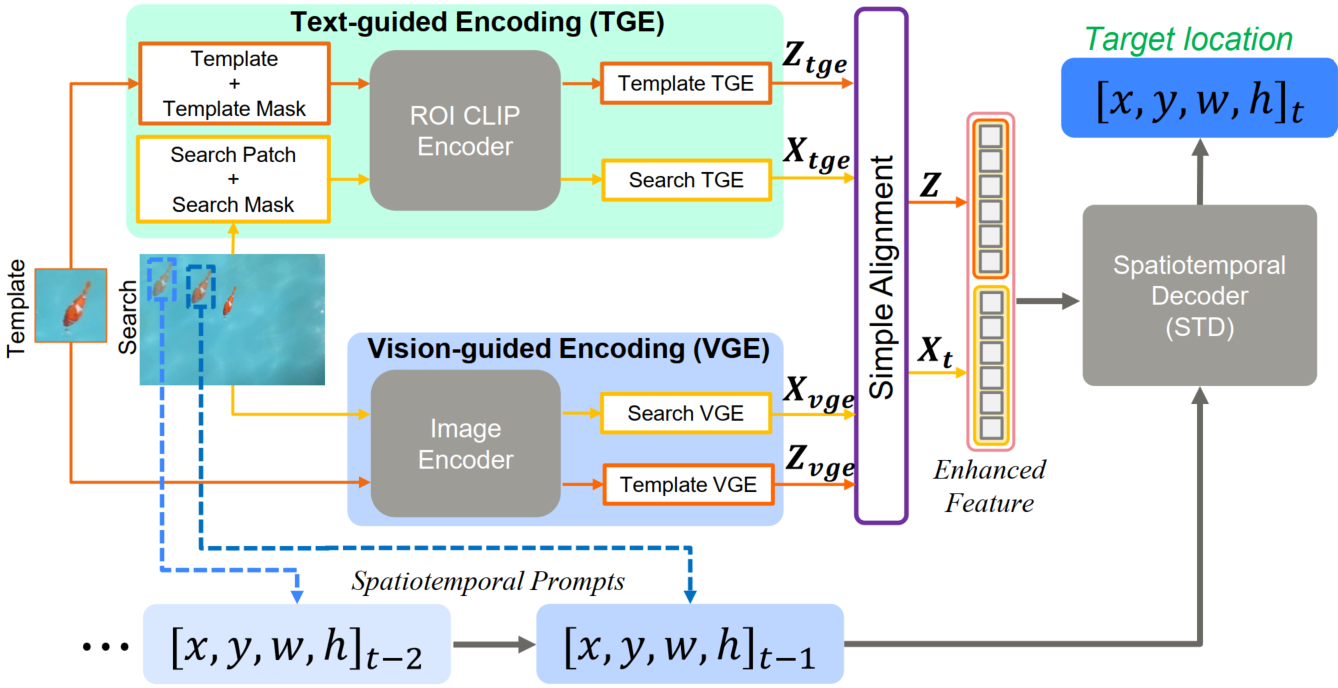 Text-guided Encoding (TGE)
Template
+
Template Mask
Search Patch
+
Search Mask
ROI CLIP
Encoder
Template TGE
Search TGE
Z_{tge}
X_{tge}
Template
Search
Vision-guided Encoding (VGE)
Image
Encoder
Search VGE
Template VGE
X_{vge}
Z_{vge}
Simple Alignment
Z
X_t
Enhanced
Feature
Target location
[x, y, w, h]_t
Spatiotemporal
Decoder
(STD)
Spatiotemporal Prompts
••• [x, y, w, h]_{t−2}
[x, y, w, h]_{t−1}